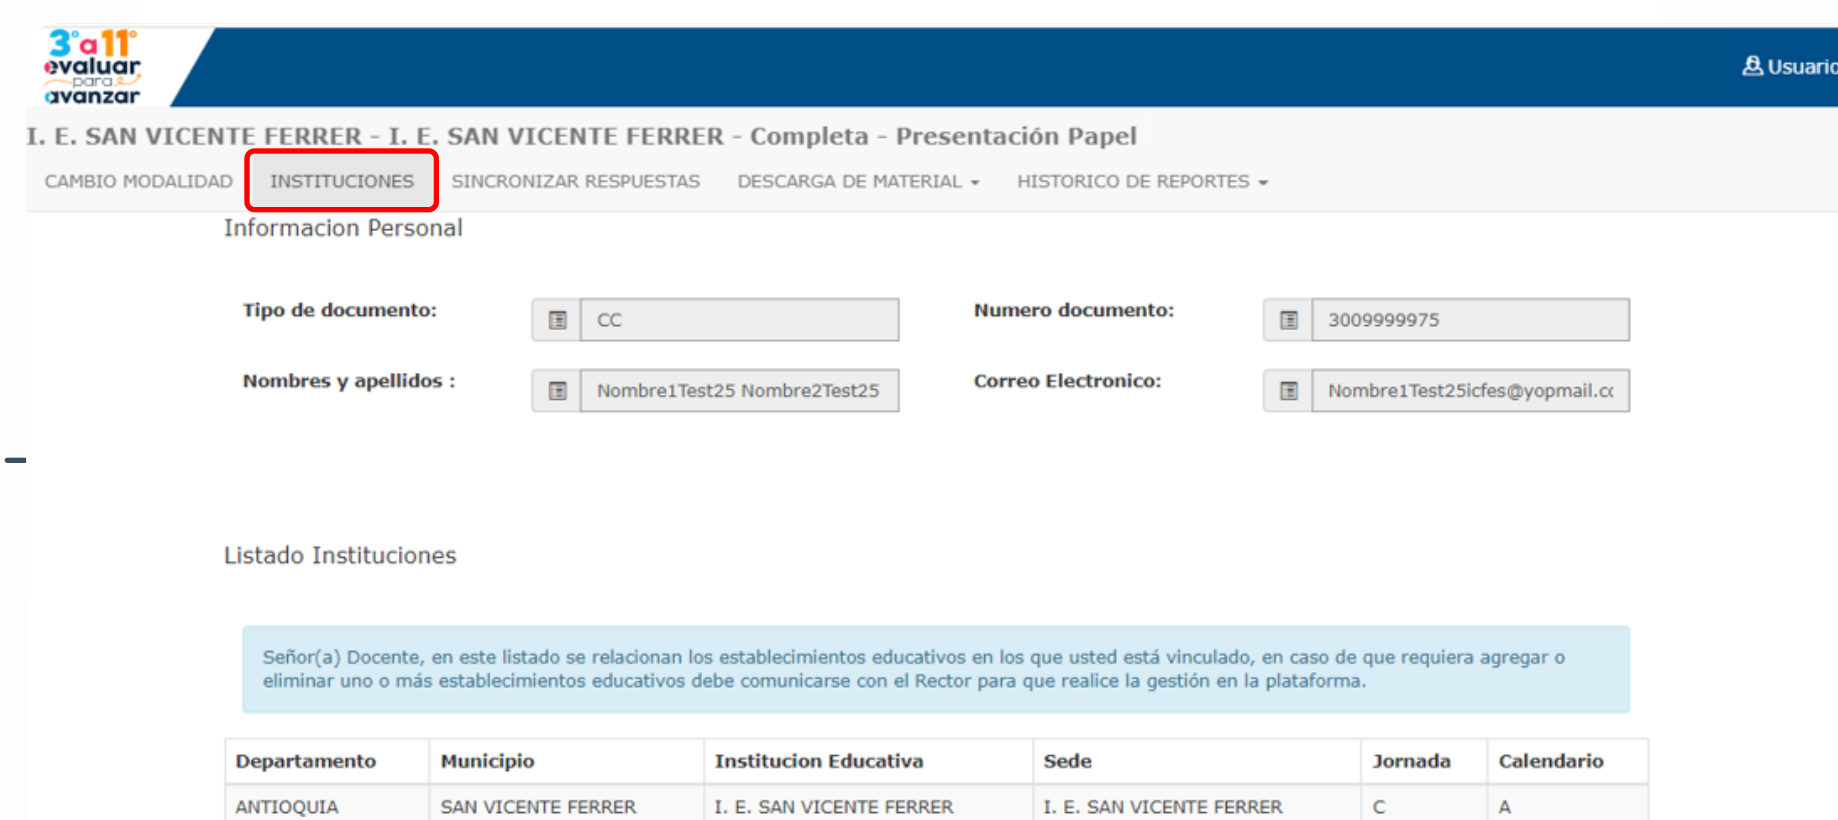 3° a 11°
evaluar
para
avanzar
Usuario
I. E. SAN VICENTE FERRER - I. E. SAN VICENTE FERRER - Completa - Presentación Papel
CAMBIO MODALIDAD INSTITUCIONES SINCRONIZAR RESPUESTAS DESCARGA DE MATERIAL HISTORICO DE REPORTES
Informacion Personal
Tipo de documento: CC Numero documento: 3009999975
Nombres y apellidos : Nombre1Test25 Nombre2Test25 Correo Electronico: Nombre1Test25icfes@yopmail.cc
Listado Instituciones
Señor(a) Docente, en este listado se relacionan los establecimientos educativos en los que usted está vinculado, en caso de que requiera agregar o
eliminar uno o más establecimientos educativos debe comunicarse con el Rector para que realice la gestión en la plataforma.
Departamento Municipio Institucion Educativa Sede Jornada Calendario
ANTIOQUIA SAN VICENTE FERRER I. E. SAN VICENTE FERRER I. E. SAN VICENTE FERRER C A